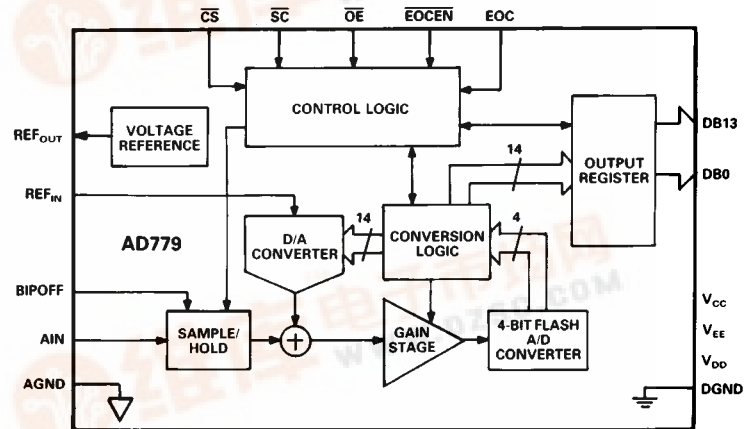 CS SC OE EOCEN EOC
CONTROL LOGIC
REFOUT
VOLTAGE
REFERENCE
14
OUTPUT
REGISTER
DB13
DB0
REFIN
AD779
D/A
CONVERTER
14
CONVERSION
LOGIC
4
BIPOFF
AIN
SAMPLE/
HOLD
+
GAIN
STAGE
4-BIT FLASH
A/D
CONVERTER
VCC
VEE
VDD
AGND
DGND